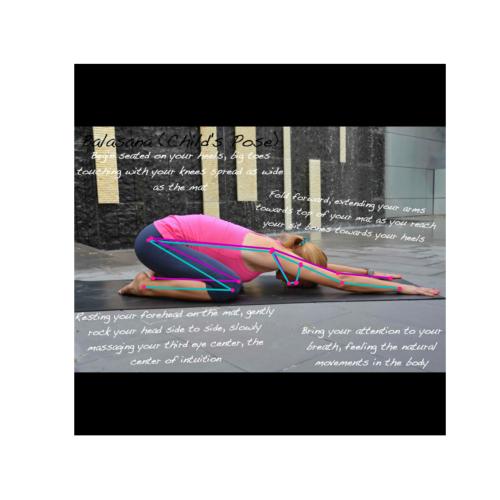 Balasana (Child's Pose)
Begin seated on your heels, big toes
touching with your knees spread as wide
as the mat
Fold forward, extending your arms
towards top of your mat as you reach
your sit bones towards your heels
Resting your forehead on the mat, gently
rock your head side to side, slowly
massaging your third eye center, the
center of intuition
Bring your attention to your
breath, feeling the natural
movements in the body